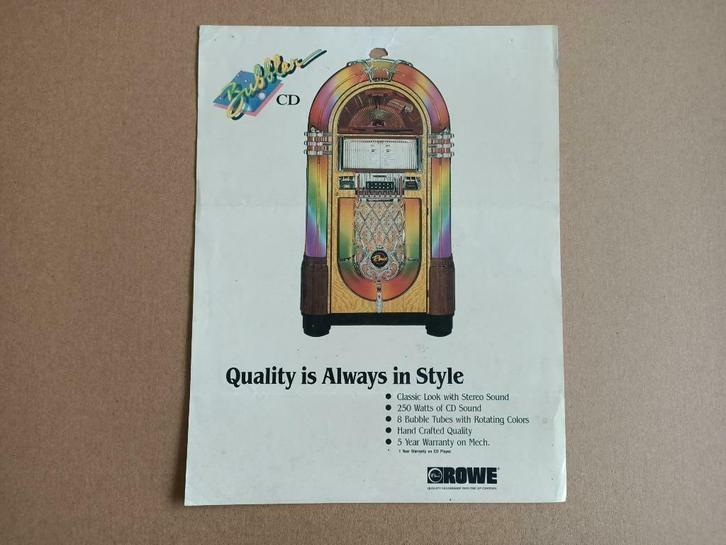 Bubbler
CD
Rowe
Quality is Always in Style
● Classic Look with Stereo Sound
● 250 Watts of CD Sound
● 8 Bubble Tubes with Rotating Colors
● Hand Crafted Quality
● 5 Year Warranty on Mech.
1 Year Warranty on CD Player
ROWE